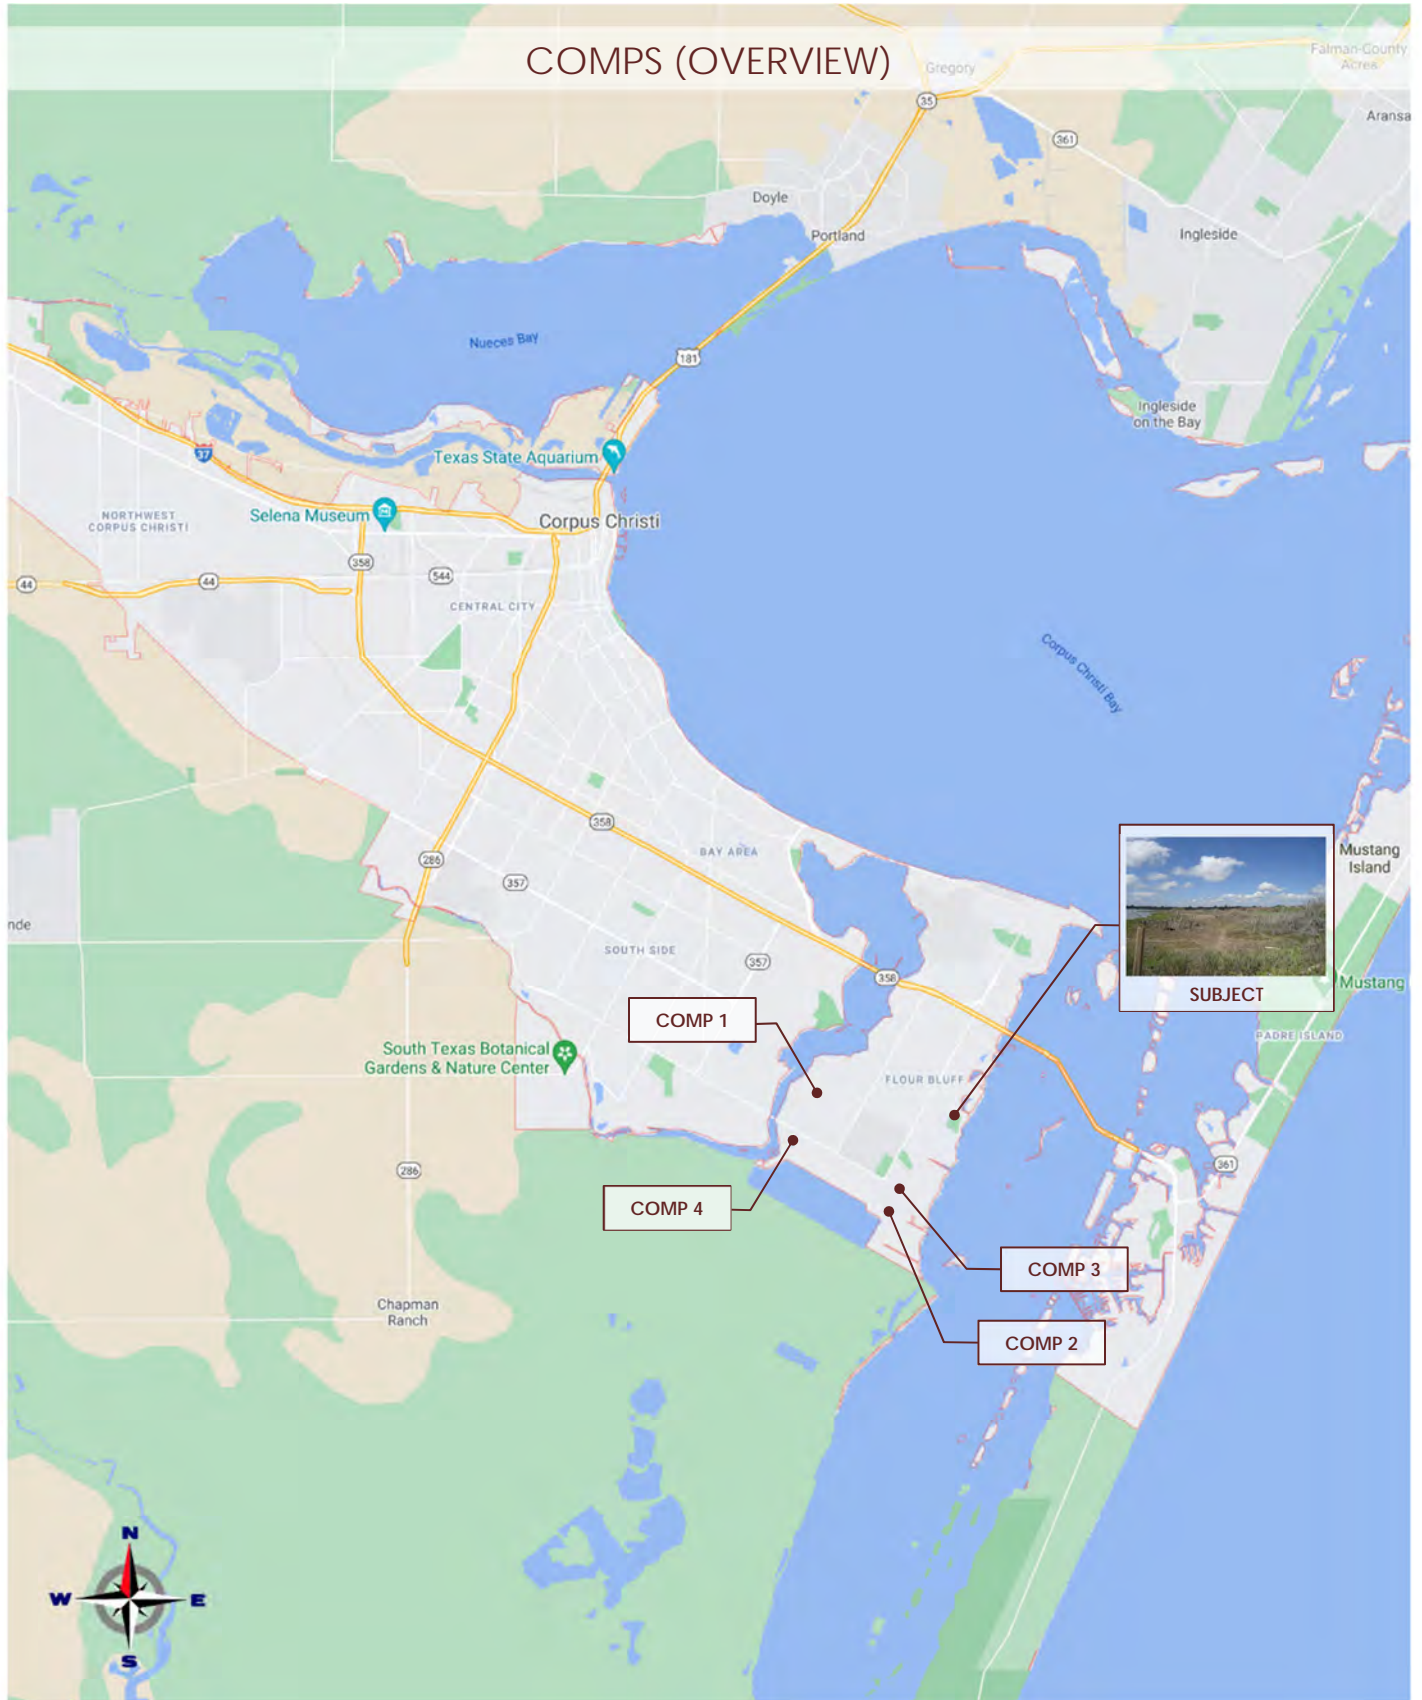 COMPS (OVERVIEW)
Gregory
Falman-County
Acres
35
361
Aransa
Doyle
Portland
Ingleside
Nueces Bay
181
Ingleside
on the Bay
37
Texas State Aquarium
Selena Museum
Corpus Christi
NORTHWEST
CORPUS CHRISTI
358
544
44
44
CENTRAL CITY
Corpus Christi Bay
358
286
357
BAY AREA
Mustang
Island
nde
SOUTH SIDE
357
358
SUBJECT
Mustang
COMP 1
PADRE ISLAND
South Texas Botanical
Gardens & Nature Center
FLOUR BLUFF
286
361
COMP 4
COMP 3
Chapman
Ranch
COMP 2
N
W
E
S